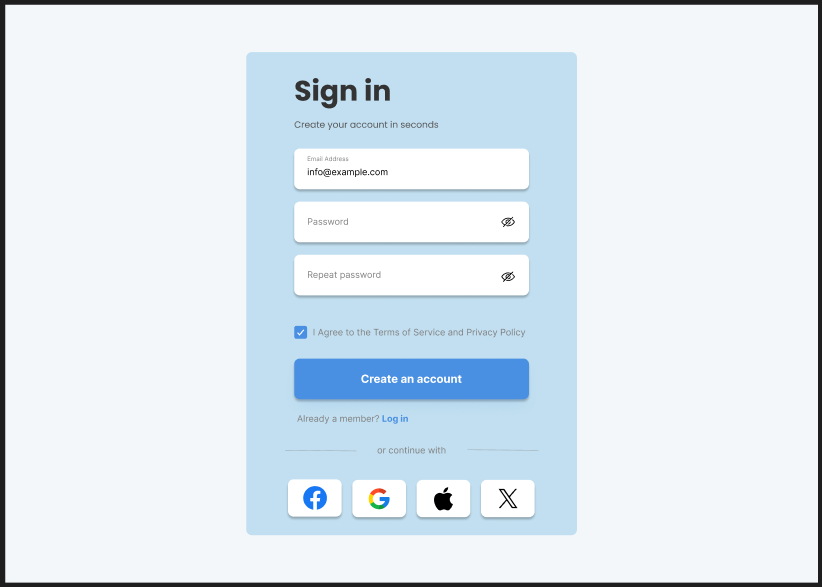 Sign in
Create your account in seconds
Email Address
info@example.com
Password
Repeat password
I Agree to the Terms of Service and Privacy Policy
Create an account
Already a member? Log in
or continue with